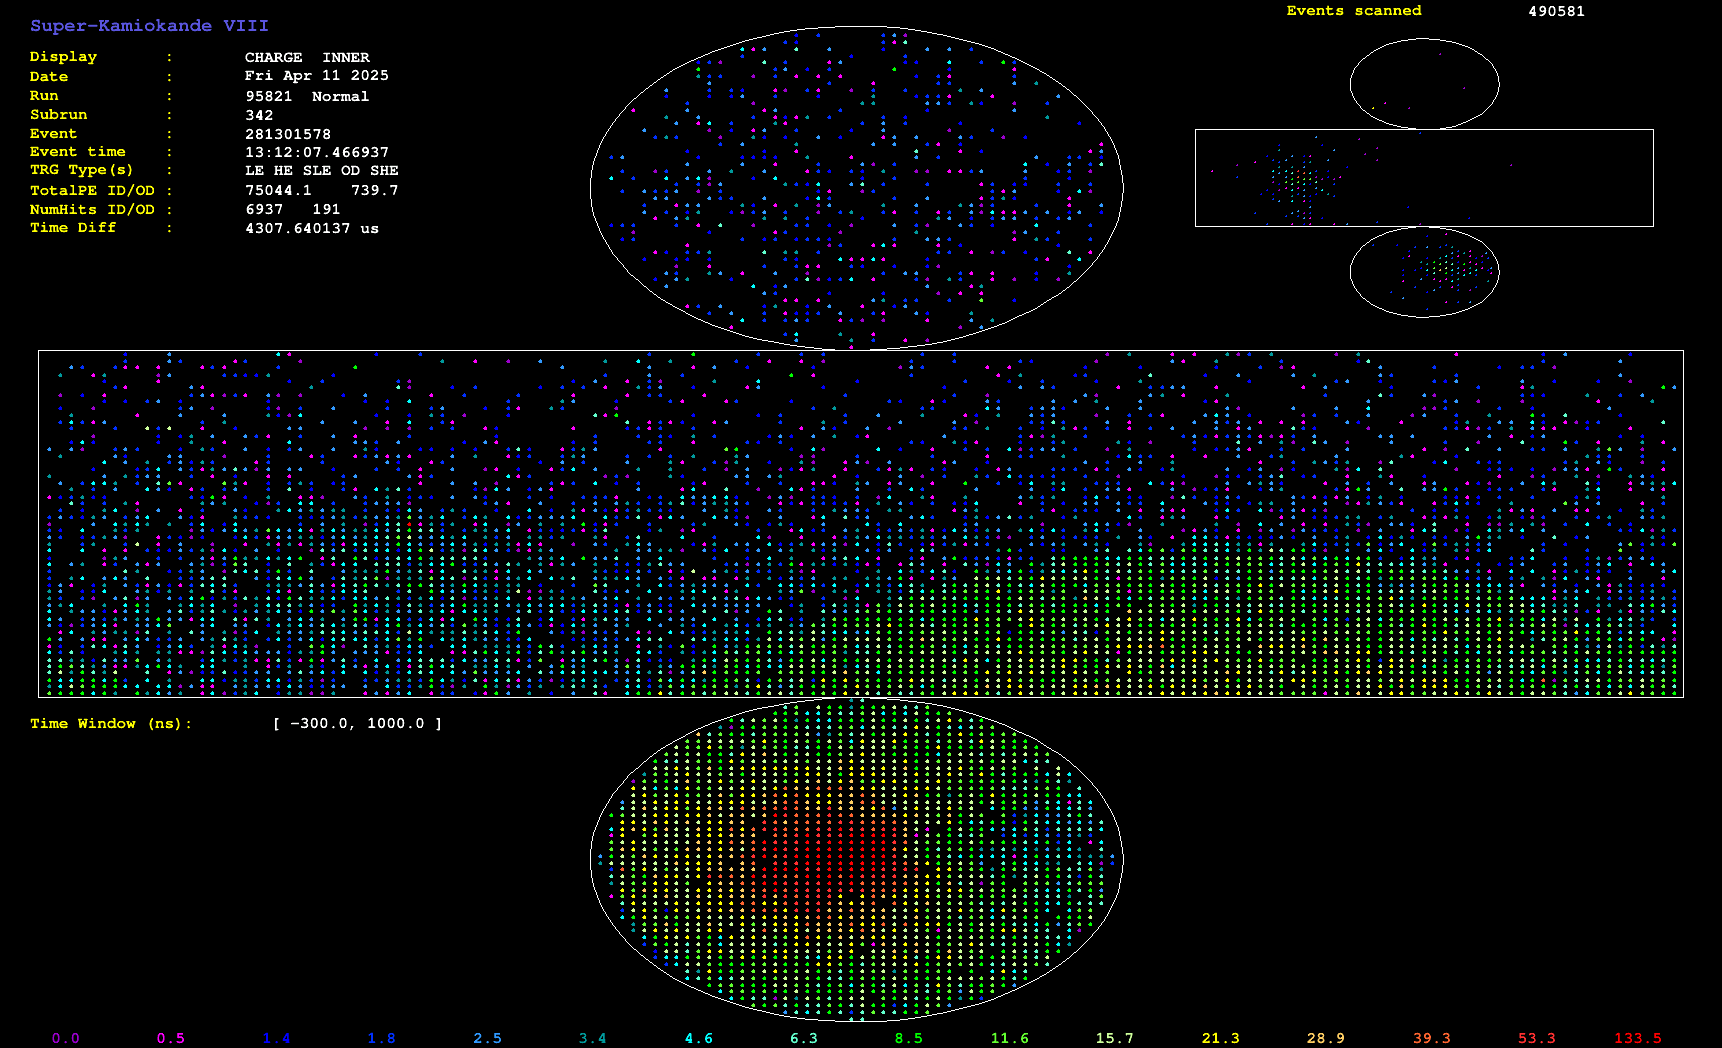 Super-Kamiokande VIII
Display : CHARGE INNER
Date : Fri Apr 11 2025
Run : 95821 Normal
Subrun : 342
Event : 281301578
Event time : 13:12:07.466937
TRG Type(s) : LE HE SLE OD SHE
TotalPE ID/OD : 75044.1 739.7
NumHits ID/OD : 6937 191
Time Diff : 4307.640137 us
Events scanned 490581
Time Window (ns): [ -300.0, 1000.0 ]
0.0 0.5 1.4 1.8 2.5 3.4 4.6 6.3 8.5 11.6 15.7 21.3 28.9 39.3 53.3 133.5